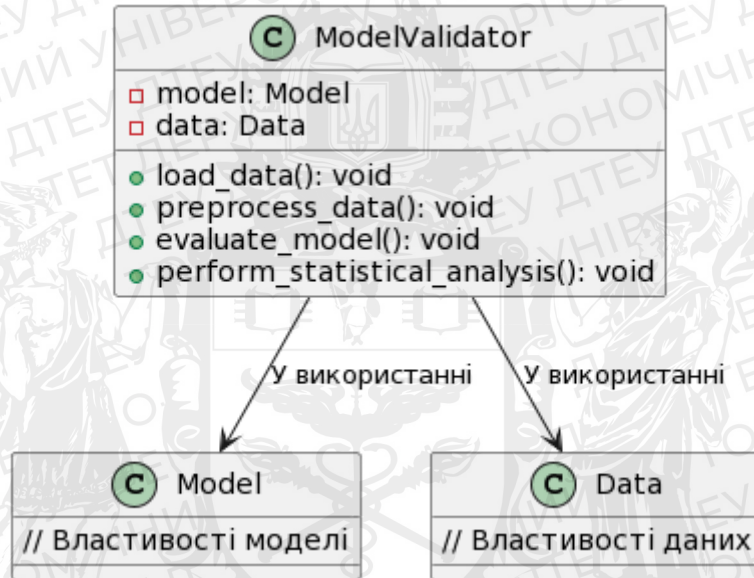 C ModelValidator
model: Model
data: Data
load_data(): void
preprocess_data(): void
evaluate_model(): void
perform_statistical_analysis(): void
У використанні
У використанні
C Model
C Data
// Властивості моделі
// Властивості даних